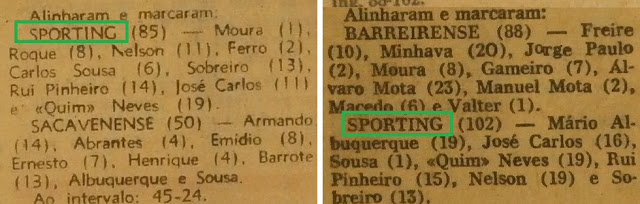 Alinharam e marcaram:
SPORTING (85) — Moura (1),
Roque (8), Nelson (11), Ferro (2),
Carlos Sousa (6), Sobreiro (13),
Rui Pinheiro (14), José Carlos (11)
e «Quim» Neves (19).
SACAVENENSE (50) — Armando
(14), Abrantes (4), Emídio (8),
Ernesto (7), Henrique (4), Barrote
(13), Albuquerque e Sousa.
Ao intervalo: 45-24.
Alinharam e marcaram:
BARREIRENSE (88) — Freire
(10), Minhava (20), Jorge Paulo
(2), Moura (8), Gameiro (7), Ál-
varo Mota (23), Manuel Mota (2),
Macedo (6) e Valter (1).
SPORTING (102) — Mário Al-
buquerque (19), José Carlos (16),
Sousa (1), «Quim» Neves (19), Rui
Pinheiro (15), Nelson (19) e So-
breiro (13).